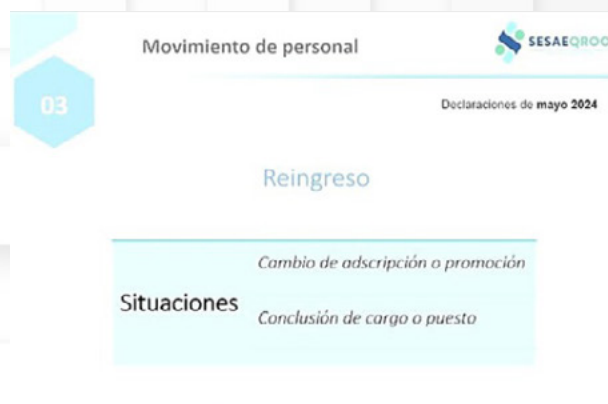 Movimiento de personal
SESAEQROO
03
Declaraciones de mayo 2024
Reingreso
Cambio de adscripción o promoción
Situaciones
Conclusión de cargo o puesto